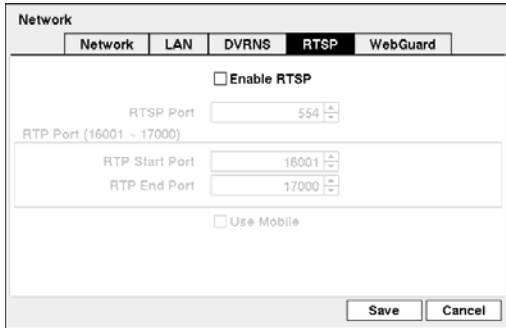 Network
Network LAN DVRNS RTSP WebGuard
Enable RTSP
RTSP Port 554
RTP Port (16001 ~ 17000)
RTP Start Port 16001
RTP End Port 17000
Use Mobile
Save Cancel